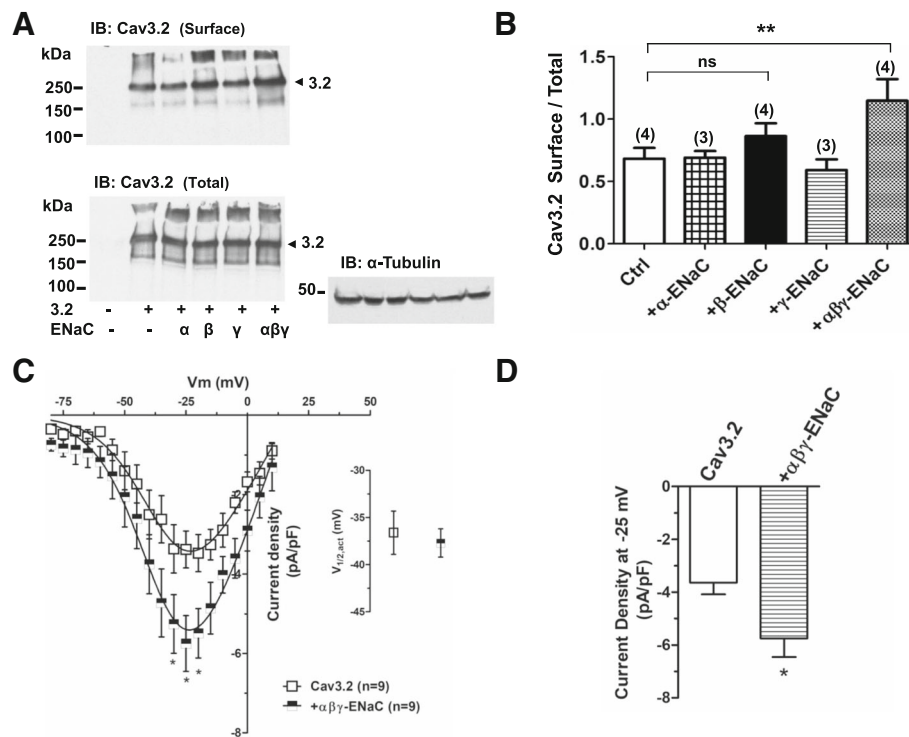 A
IB: Cav3.2 (Surface)
kDa
250
150
100
3.2
IB: Cav3.2 (Total)
kDa
250
150
100
3.2
IB: α-Tubulin
50
3.2 - + + + + +
ENaC - - α β γ αβγ
B
Cav3.2 Surface / Total
1.5
1.0
0.5
0.0
**
ns
(4)
(3)
(4)
(3)
(4)
Ctrl
+α-ENaC
+β-ENaC
+γ-ENaC
+αβγ-ENaC
C
Vm (mV)
-75 -50 -25 0 50
-2
-4
-6
-8
Current density
(pA/pF)
* * *
V1/2,act (mV)
-30
-35
-40
-45
Cav3.2 (n=9)
+αβγ-ENaC (n=9)
D
Cav3.2
+αβγ-ENaC
Current Density at -25 mV
(pA/pF)
0
-2
-4
-6
-8
*